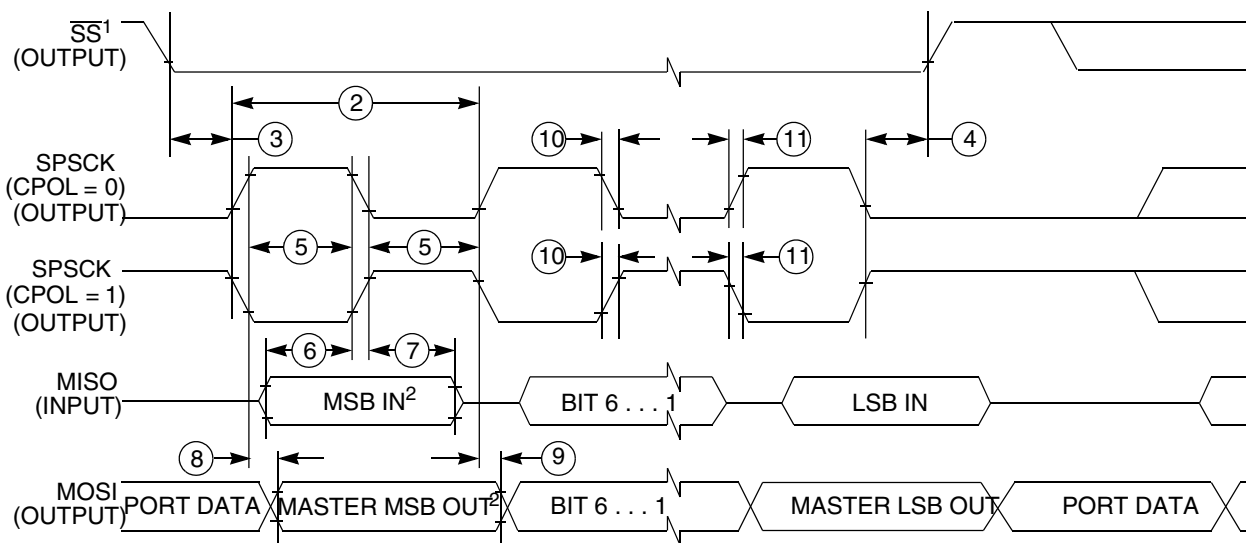 SS1
(OUTPUT)
2
3
10
11
4
SPSCK
(CPOL = 0)
(OUTPUT)
5
5
10
11
SPSCK
(CPOL = 1)
(OUTPUT)
6
7
MISO
(INPUT)
MSB IN2
BIT 6 . . . 1
LSB IN
8
9
MOSI
(OUTPUT)
PORT DATA
MASTER MSB OUT2
BIT 6 . . . 1
MASTER LSB OUT
PORT DATA